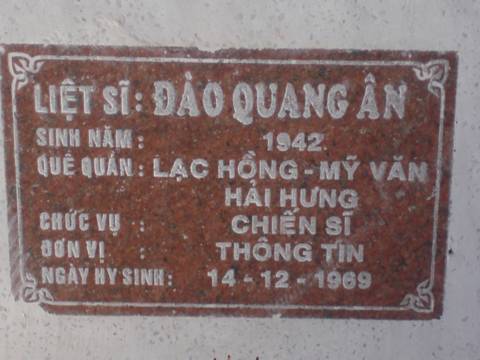 LIỆT SĨ: ĐÀO QUANG ÂN
SINH NĂM: 1942
QUÊ QUÁN: LẠC HỒNG - MỸ VĂN
HẢI HƯNG
CHỨC VỤ : CHIẾN SĨ
ĐƠN VỊ : THÔNG TIN
NGÀY HY SINH: 14-12-1969